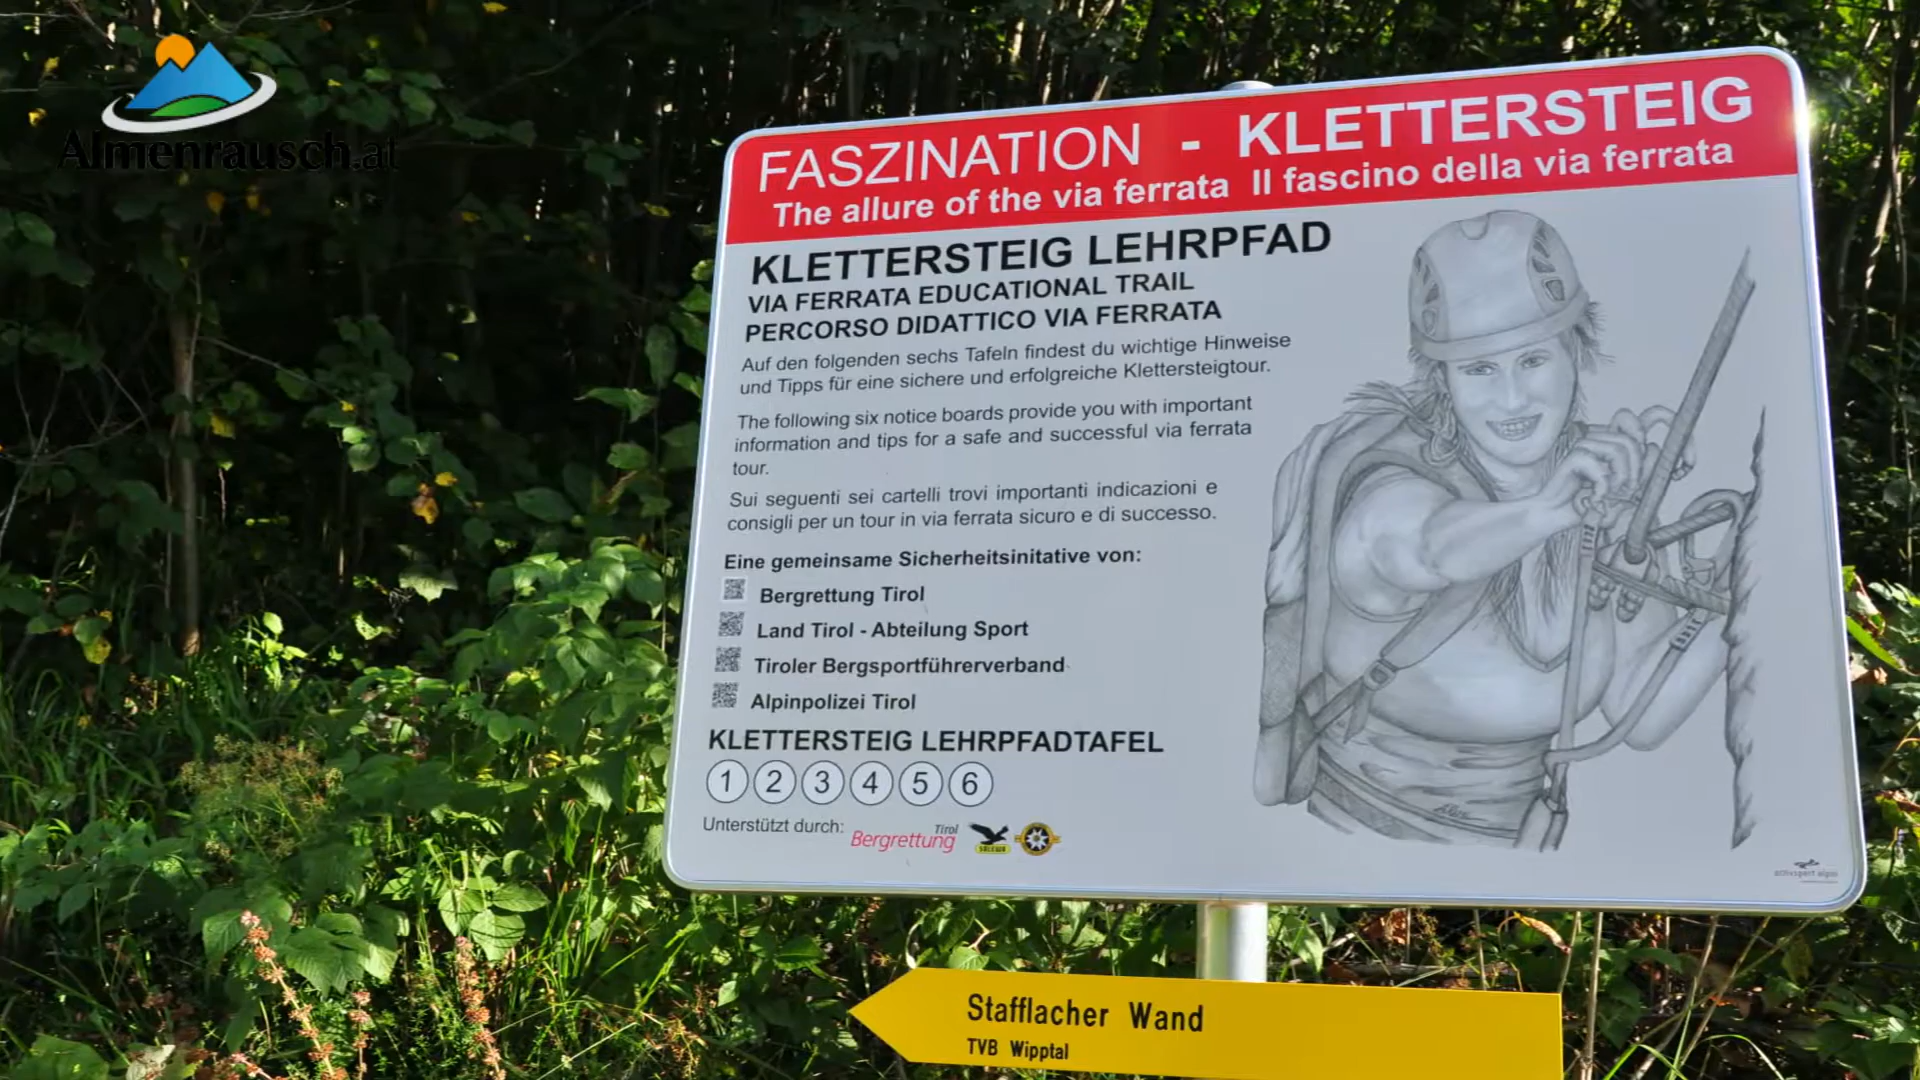 Almenrausch.at
FASZINATION - KLETTERSTEIG
The allure of the via ferrata Il fascino della via ferrata
KLETTERSTEIG LEHRPFAD
VIA FERRATA EDUCATIONAL TRAIL
PERCORSO DIDATTICO VIA FERRATA
Auf den folgenden sechs Tafeln findest du wichtige Hinweise
und Tipps für eine sichere und erfolgreiche Klettersteigtour.
The following six notice boards provide you with important
information and tips for a safe and successful via ferrata
tour.
Sui seguenti sei cartelli trovi importanti indicazioni e
consigli per un tour in via ferrata sicuro e di successo.
Eine gemeinsame Sicherheitsinitative von:
Bergrettung Tirol
Land Tirol - Abteilung Sport
Tiroler Bergsportführerverband
Alpinpolizei Tirol
KLETTERSTEIG LEHRPFADTAFEL
1 2 3 4 5 6
Unterstützt durch: Bergrettung Tirol SALEWA
Stafflacher Wand
TVB Wipptal